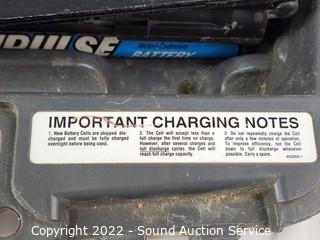 PULSE
Nickel-Cadmium
BATTERY
IMPORTANT CHARGING NOTES
1. New Battery Cells are shipped discharged and must be fully charged overnight before being used.
2. The Cell will accept less than a full charge the first time on charge. However, after several charges and full discharge cycles, the Cell will reach full charge capacity.
3. Do not repeatedly charge the Cell after only a few minutes of operation. To improve efficiency, run the Cell down to full discharge whenever possible. Carry a spare.
Copyright 2022 - Sound Auction Service